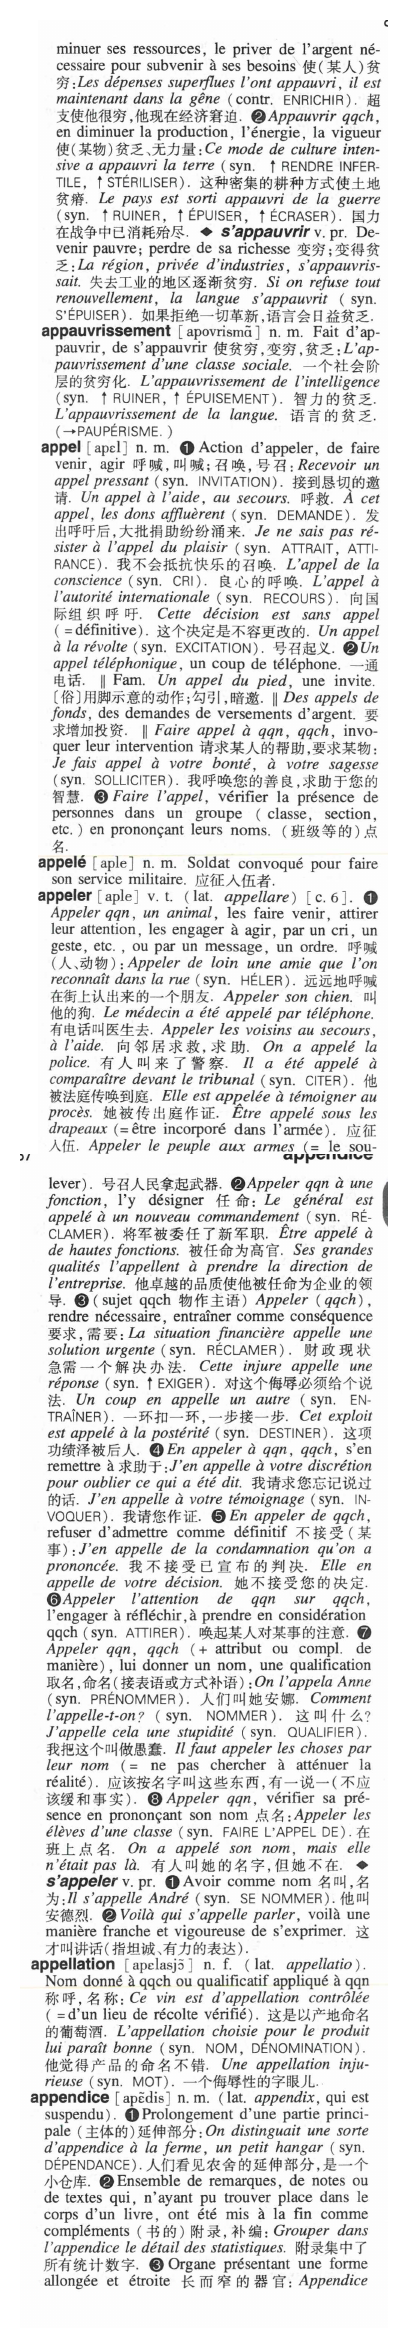 minuer ses ressources, le priver de l'argent né-
cessaire pour subvenir à ses besoins 使(某人)贫
穷:Les dépenses superflues l'ont appauvri, il est
maintenant dans la gêne (contr. ENRICHIR). 超
支使他很穷,他现在经济窘迫. ❷Appauvrir qqch,
en diminuer la production, l'énergie, la vigueur
使(某物)贫乏、无力量:Ce mode de culture inten-
sive a appauvri la terre (syn. ↑ RENDRE INFER-
TILE, ↑ STÉRILISER). 这种密集的耕种方式使土地
贫瘠. Le pays est sorti appauvri de la guerre
(syn. ↑ RUINER, ↑ ÉPUISER, ↑ ÉCRASER). 国力
在战争中已消耗殆尽. ◆ s'appauvrir v. pr. De-
venir pauvre; perdre de sa richesse 变穷;变得贫
乏:La région, privée d'industries, s'appauvris-
sait. 失去工业的地区逐渐贫穷. Si on refuse tout
renouvellement, la langue s'appauvrit (syn.
S'ÉPUISER). 如果拒绝一切革新,语言会日益贫乏.
appauvrissement [apovrismɑ̃] n. m. Fait d'ap-
pauvrir, de s'appauvrir 使贫穷,变穷,贫乏:L'ap-
pauvrissement d'une classe sociale. 一个社会阶
层的贫穷化. L'appauvrissement de l'intelligence
(syn. ↑ RUINER, ↑ ÉPUISEMENT). 智力的贫乏.
L'appauvrissement de la langue. 语言的贫乏.
(→PAUPÉRISME.)
appel [apɛl] n. m. ❶ Action d'appeler, de faire
venir, agir 呼喊,叫喊;召唤,号召:Recevoir un
appel pressant (syn. INVITATION). 接到恳切的邀
请. Un appel à l'aide, au secours. 呼救. À cet
appel, les dons affluèrent (syn. DEMANDE). 发
出呼吁后,大批捐助纷纷涌来. Je ne sais pas ré-
sister à l'appel du plaisir (syn. ATTRAIT, ATTI-
RANCE). 我不会抵抗快乐的召唤. L'appel de la
conscience (syn. CRI). 良心的呼唤. L'appel à
l'autorité internationale (syn. RECOURS). 向国
际组织呼吁. Cette décision est sans appel
(=définitive). 这个决定是不容更改的. Un appel
à la révolte (syn. EXCITATION). 号召起义. ❷Un
appel téléphonique, un coup de téléphone. 一通
电话. ‖ Fam. Un appel du pied, une invite.
〔俗〕用脚示意的动作;勾引,暗邀. ‖ Des appels de
fonds, des demandes de versements d'argent. 要
求增加投资. ‖ Faire appel à qqn, qqch, invo-
quer leur intervention 请求某人的帮助,要求某物:
Je fais appel à votre bonté, à votre sagesse
(syn. SOLLICITER). 我呼唤您的善良,求助于您的
智慧. ❸ Faire l'appel, vérifier la présence de
personnes dans un groupe (classe, section,
etc.) en prononçant leurs noms. (班级等的)点
名.
appelé [aple] n. m. Soldat convoqué pour faire
son service militaire. 应征入伍者.
appeler [aple] v. t. (lat. appellare) [c. 6]. ❶
Appeler qqn, un animal, les faire venir, attirer
leur attention, les engager à agir, par un cri, un
geste, etc., ou par un message, un ordre. 呼喊
(人、动物):Appeler de loin une amie que l'on
reconnaît dans la rue (syn. HÉLER). 远远地呼喊
在街上认出来的一个朋友. Appeler son chien. 叫
他的狗. Le médecin a été appelé par téléphone.
有电话叫医生去. Appeler les voisins au secours,
à l'aide. 向邻居求救,求助. On a appelé la
police. 有人叫来了警察. Il a été appelé à
comparaître devant le tribunal (syn. CITER). 他
被法庭传唤到庭. Elle est appelée à témoigner au
procès. 她被传出庭作证. Être appelé sous les
drapeaux (=être incorporé dans l'armée). 应征
入伍. Appeler le peuple aux armes (= le sou-
appendice
lever). 号召人民拿起武器. ❷Appeler qqn à une
fonction, l'y désigner 任命: Le général est
appelé à un nouveau commandement (syn. RÉ-
CLAMER). 将军被委任了新军职. Être appelé à
de hautes fonctions. 被任命为高官. Ses grandes
qualités l'appellent à prendre la direction de
l'entreprise. 他卓越的品质使他被任命为企业的领
导. ❸(sujet qqch 物作主语) Appeler (qqch),
rendre nécessaire, entraîner comme conséquence
要求,需要:La situation financière appelle une
solution urgente (syn. RÉCLAMER). 财政现状
急需一个解决办法. Cette injure appelle une
réponse (syn. ↑ EXIGER). 对这个侮辱必须给个说
法. Un coup en appelle un autre (syn. EN-
TRAÎNER). 一环扣一环,一步接一步. Cet exploit
est appelé à la postérité (syn. DESTINER). 这项
功绩泽被后人. ❹En appeler à qqn, qqch, s'en
remettre à 求助于:J'en appelle à votre discrétion
pour oublier ce qui a été dit. 我请求您忘记说过
的话. J'en appelle à votre témoignage (syn. IN-
VOQUER). 我请您作证. ❺En appeler de qqch,
refuser d'admettre comme définitif 不接受(某
事):J'en appelle de la condamnation qu'on a
prononcée. 我不接受已宣布的判决. Elle en
appelle de votre décision. 她不接受您的决定.
❻Appeler l'attention de qqn sur qqch,
l'engager à réfléchir,à prendre en considération
qqch (syn. ATTIRER). 唤起某人对某事的注意. ❼
Appeler qqn, qqch (+ attribut ou compl. de
manière), lui donner un nom, une qualification
取名,命名(接表语或方式补语):On l'appela Anne
(syn. PRÉNOMMER). 人们叫她安娜. Comment
l'appelle-t-on? (syn. NOMMER). 这叫什么?
J'appelle cela une stupidité (syn. QUALIFIER).
我把这个叫做愚蠢. Il faut appeler les choses par
leur nom (= ne pas chercher à atténuer la
réalité). 应该按名字叫这些东西,有一说一(不应
该缓和事实). ❽ Appeler qqn, vérifier sa pré-
sence en prononçant son nom 点名:Appeler les
élèves d'une classe (syn. FAIRE L'APPEL DE). 在
班上点名. On a appelé son nom, mais elle
n'était pas là. 有人叫她的名字,但她不在. ◆
s'appeler v. pr. ❶Avoir comme nom 名叫,名
为:Il s'appelle André (syn. SE NOMMER). 他叫
安德烈. ❷Voilà qui s'appelle parler, voilà une
manière franche et vigoureuse de s'exprimer. 这
才叫讲话(指坦诚、有力的表达).
appellation [apɛlasjɔ̃] n. f. (lat. appellatio).
Nom donné à qqch ou qualificatif appliqué à qqn
称呼,名称: Ce vin est d'appellation contrôlée
(=d'un lieu de récolte vérifié). 这是以产地命名
的葡萄酒. L'appellation choisie pour le produit
lui paraît bonne (syn. NOM, DÉNOMINATION).
他觉得产品的命名不错. Une appellation inju-
rieuse (syn. MOT). 一个侮辱性的字眼儿.
appendice [apɛ̃dis] n. m. (lat. appendix, qui est
suspendu). ❶Prolongement d'une partie princi-
pale (主体的)延伸部分:On distinguait une sorte
d'appendice à la ferme, un petit hangar (syn.
DÉPENDANCE). 人们看见农舍的延伸部分,是一个
小仓库. ❷Ensemble de remarques, de notes ou
de textes qui, n'ayant pu trouver place dans le
corps d'un livre, ont été mis à la fin comme
compléments (书的)附录,补编:Grouper dans
l'appendice le détail des statistiques. 附录集中了
所有统计数字. ❸Organe présentant une forme
allongée et étroite 长而窄的器官:Appendice